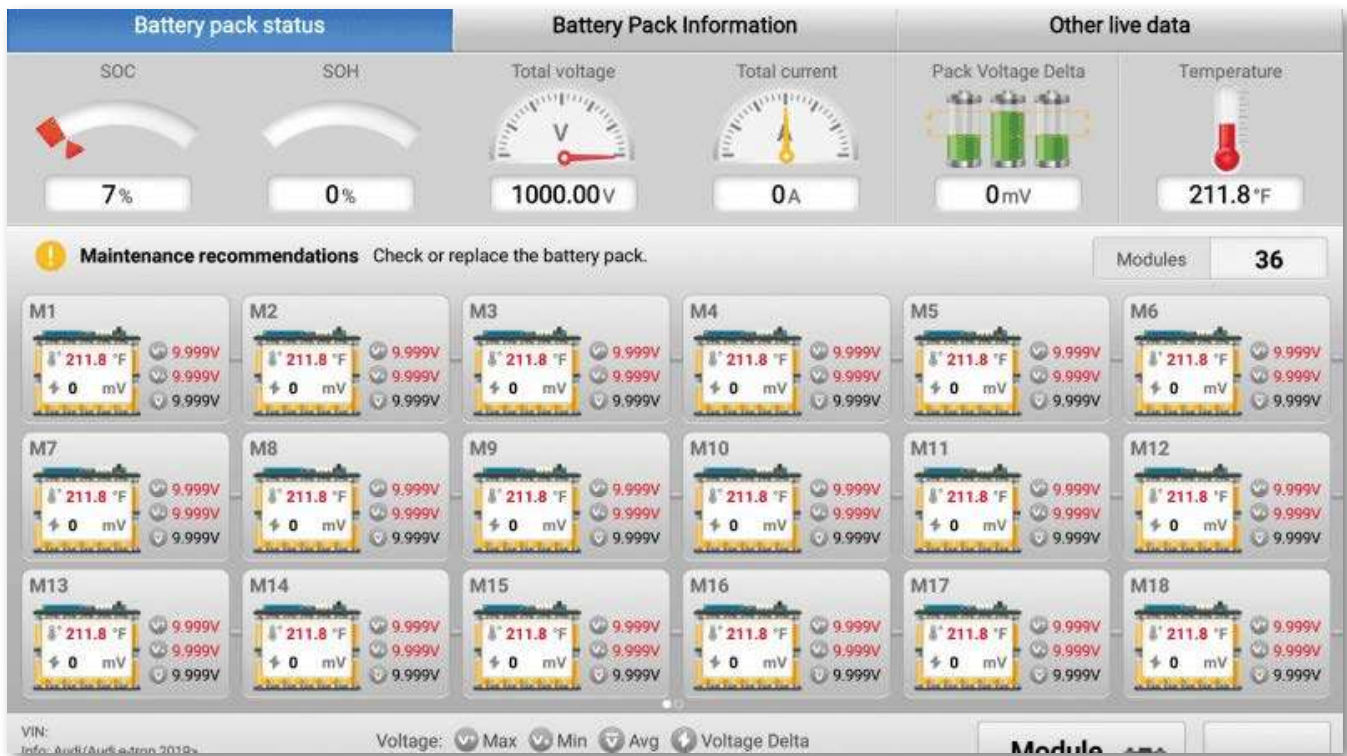 Battery pack status Battery Pack Information Other live data
SOC SOH Total voltage Total current Pack Voltage Delta Temperature
V A
7% 0% 1000.00V 0A 0mV 211.8°F
Maintenance recommendations Check or replace the battery pack. Modules 36
M1 M2 M3 M4 M5 M6
211.8 °F 9.999V 211.8 °F 9.999V 211.8 °F 9.999V 211.8 °F 9.999V 211.8 °F 9.999V 211.8 °F 9.999V
9.999V 9.999V 9.999V 9.999V 9.999V 9.999V
0 mV 9.999V 0 mV 9.999V 0 mV 9.999V 0 mV 9.999V 0 mV 9.999V 0 mV 9.999V
M7 M8 M9 M10 M11 M12
211.8 °F 9.999V 211.8 °F 9.999V 211.8 °F 9.999V 211.8 °F 9.999V 211.8 °F 9.999V 211.8 °F 9.999V
9.999V 9.999V 9.999V 9.999V 9.999V 9.999V
0 mV 9.999V 0 mV 9.999V 0 mV 9.999V 0 mV 9.999V 0 mV 9.999V 0 mV 9.999V
M13 M14 M15 M16 M17 M18
211.8 °F 9.999V 211.8 °F 9.999V 211.8 °F 9.999V 211.8 °F 9.999V 211.8 °F 9.999V 211.8 °F 9.999V
9.999V 9.999V 9.999V 9.999V 9.999V 9.999V
0 mV 9.999V 0 mV 9.999V 0 mV 9.999V 0 mV 9.999V 0 mV 9.999V 0 mV 9.999V
VIN:
Voltage: Max Min Avg Voltage Delta
Info: Audi/Audi e-tron 2019> Module